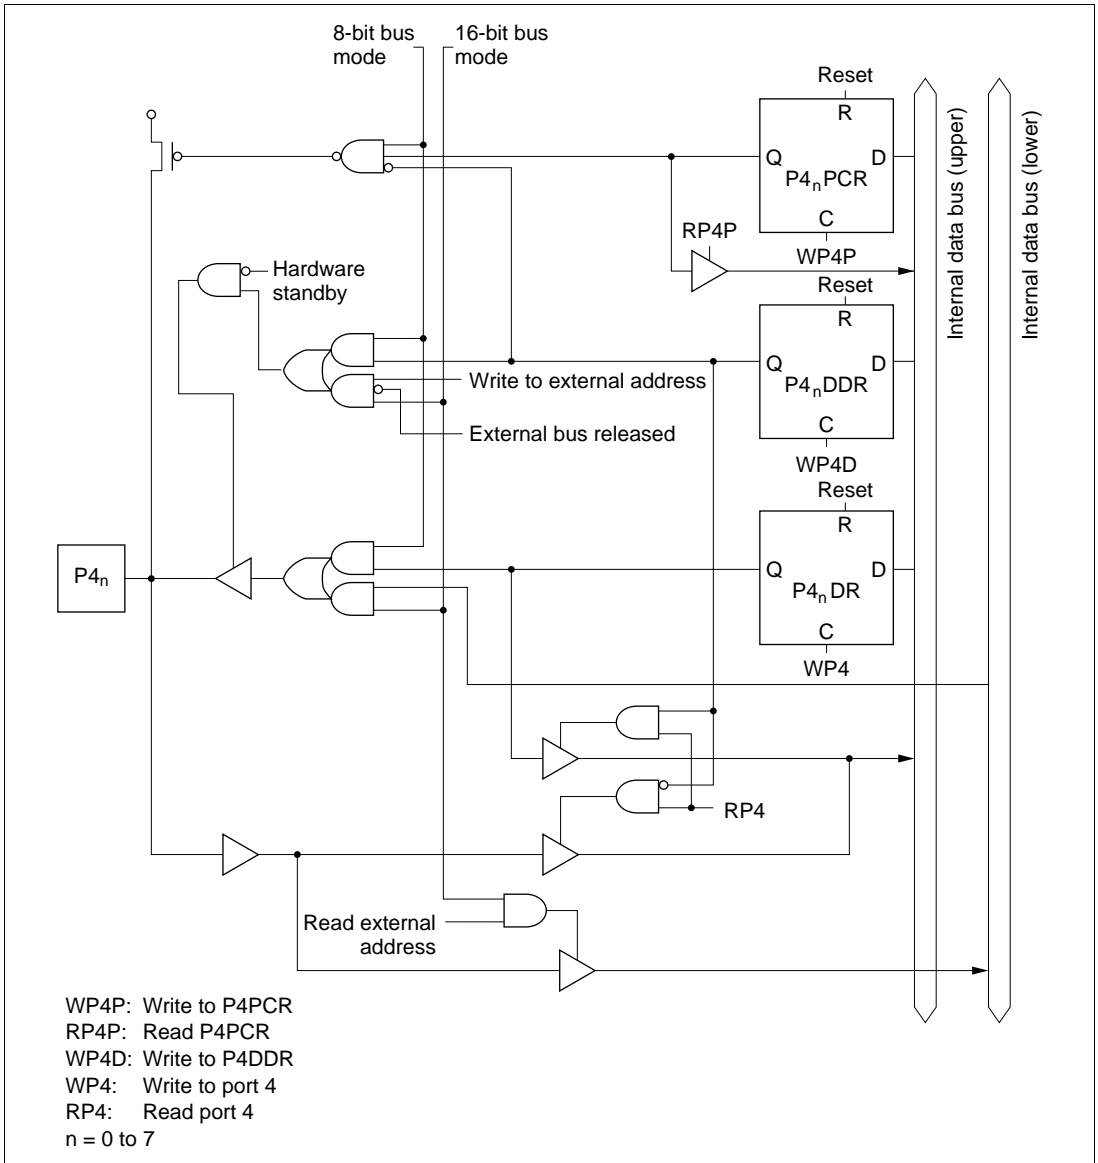 8-bit bus
mode
16-bit bus
mode
Reset
R
Q
D
P4nPCR
C
WP4P
RP4P
Internal data bus (upper)
Internal data bus (lower)
Hardware
standby
Reset
R
Q
D
P4nDDR
C
WP4D
Write to external address
External bus released
Reset
R
Q
D
P4nDR
C
WP4
P4n
RP4
Read external
address
WP4P: Write to P4PCR
RP4P: Read P4PCR
WP4D: Write to P4DDR
WP4: Write to port 4
RP4: Read port 4
n = 0 to 7